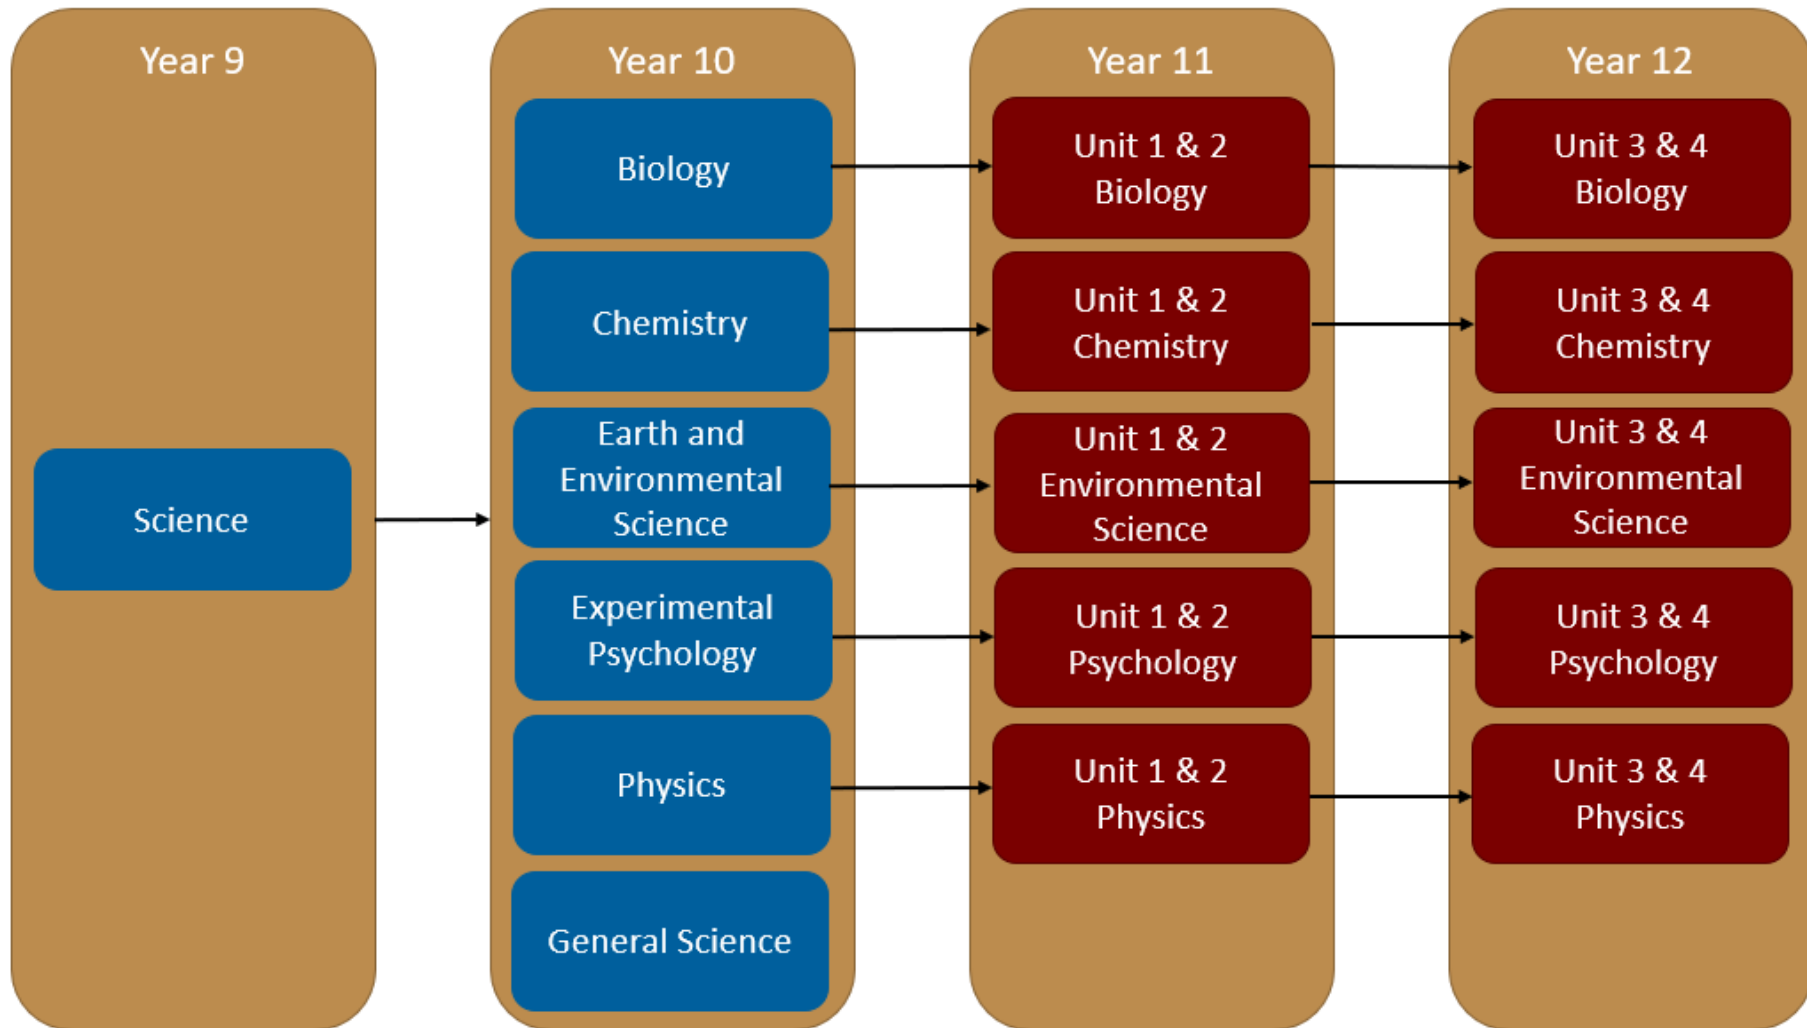 Year 9
Science
Year 10
Biology
Chemistry
Earth and
Environmental
Science
Experimental
Psychology
Physics
General Science
Year 11
Unit 1 & 2
Biology
Unit 1 & 2
Chemistry
Unit 1 & 2
Environmental
Science
Unit 1 & 2
Psychology
Unit 1 & 2
Physics
Year 12
Unit 3 & 4
Biology
Unit 3 & 4
Chemistry
Unit 3 & 4
Environmental
Science
Unit 3 & 4
Psychology
Unit 3 & 4
Physics